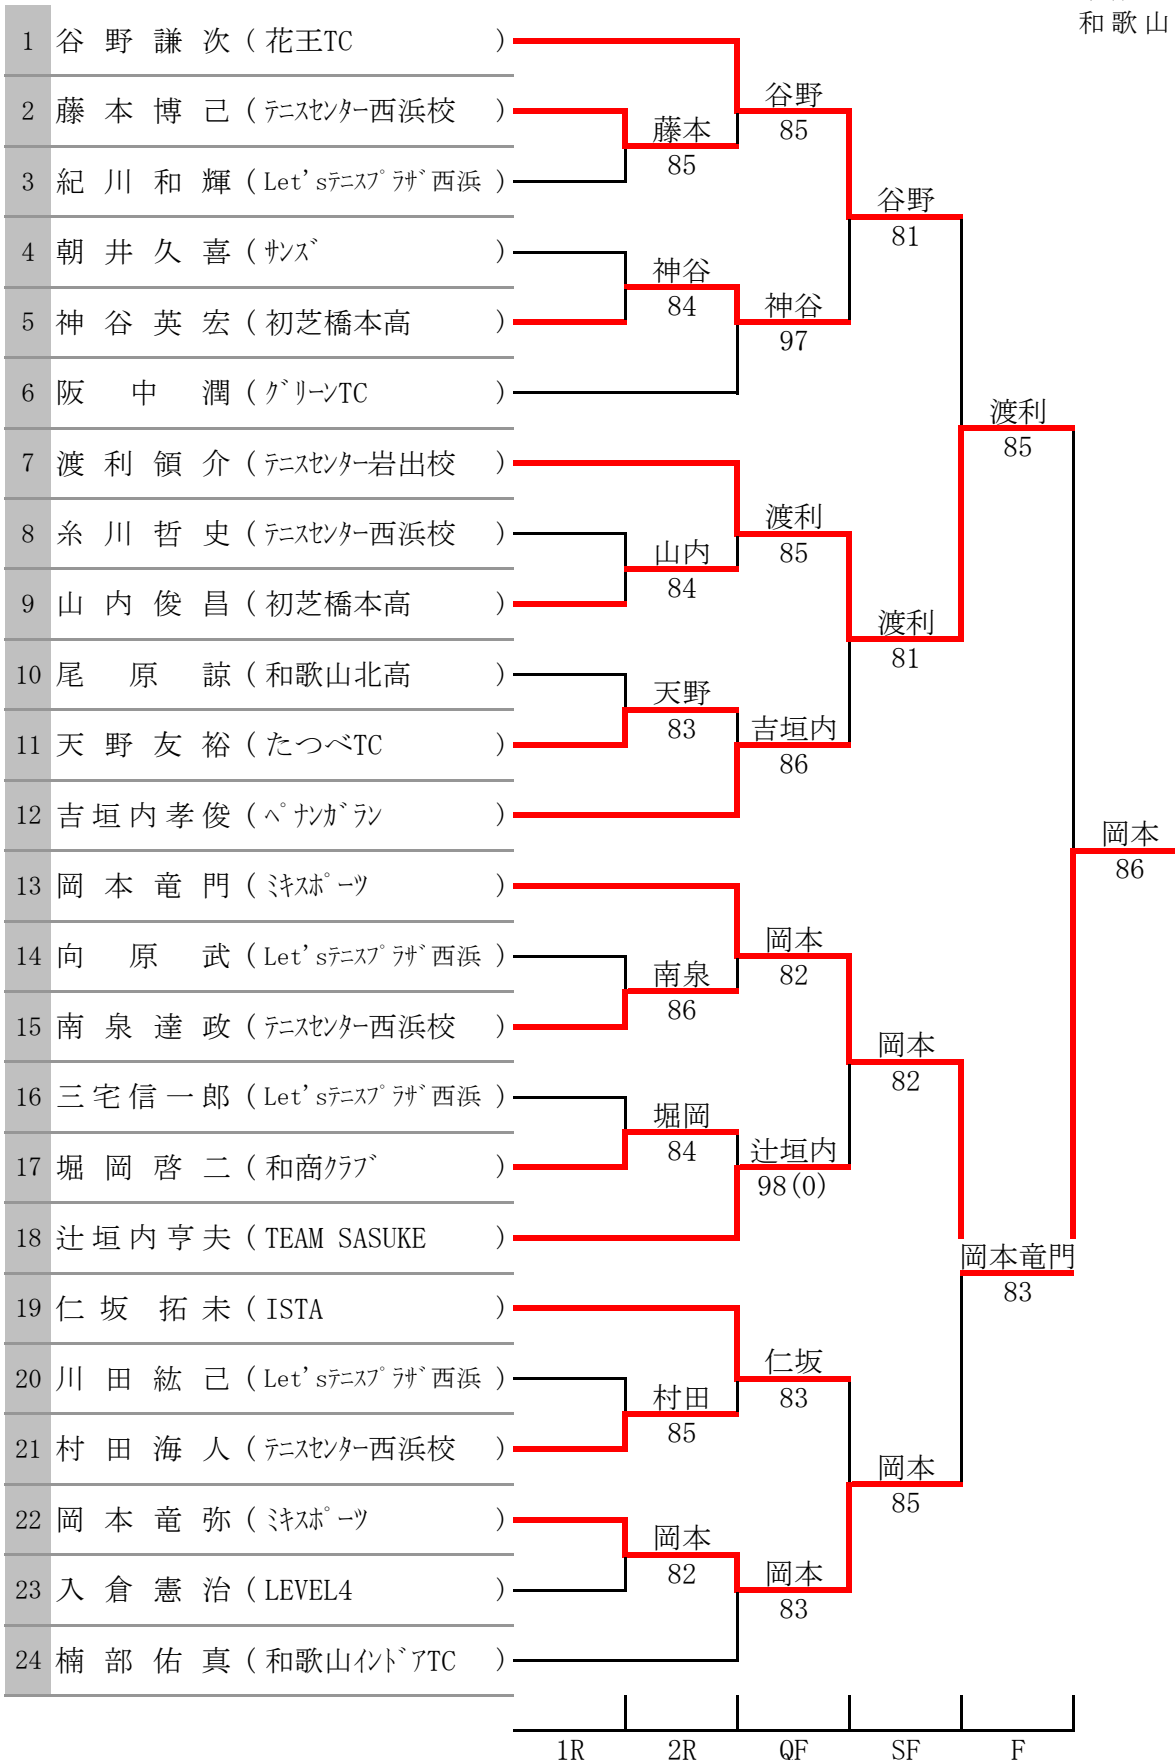 和歌山
1 谷野謙次(花王TC)
2 藤本博己(テニスセンター西浜校)
3 紀川和輝(Let'sテニスプラザ西浜)
4 朝井久喜(サンズ)
5 神谷英宏(初芝橋本高)
6 阪中潤(グリーンTC)
7 渡利領介(テニスセンター岩出校)
8 糸川哲史(テニスセンター西浜校)
9 山内俊昌(初芝橋本高)
10 尾原諒(和歌山北高)
11 天野友裕(たつべTC)
12 吉垣内孝俊(ペナンガラン)
13 岡本竜門(ミキスポーツ)
14 向原武(Let'sテニスプラザ西浜)
15 南泉達政(テニスセンター西浜校)
16 三宅信一郎(Let'sテニスプラザ西浜)
17 堀岡啓二(和商クラブ)
18 辻垣内亨夫(TEAM SASUKE)
19 仁坂拓未(ISTA)
20 川田紘己(Let'sテニスプラザ西浜)
21 村田海人(テニスセンター西浜校)
22 岡本竜弥(ミキスポーツ)
23 入倉憲治(LEVEL4)
24 楠部佑真(和歌山インドアTC)
藤本
85
神谷
84
山内
84
天野
83
南泉
86
堀岡
84
村田
85
岡本
82
谷野
85
神谷
97
渡利
85
吉垣内
86
岡本
82
辻垣内
98(0)
仁坂
83
岡本
83
谷野
81
渡利
81
岡本
82
岡本
85
渡利
85
岡本竜門
83
岡本
86
1R 2R QF SF F